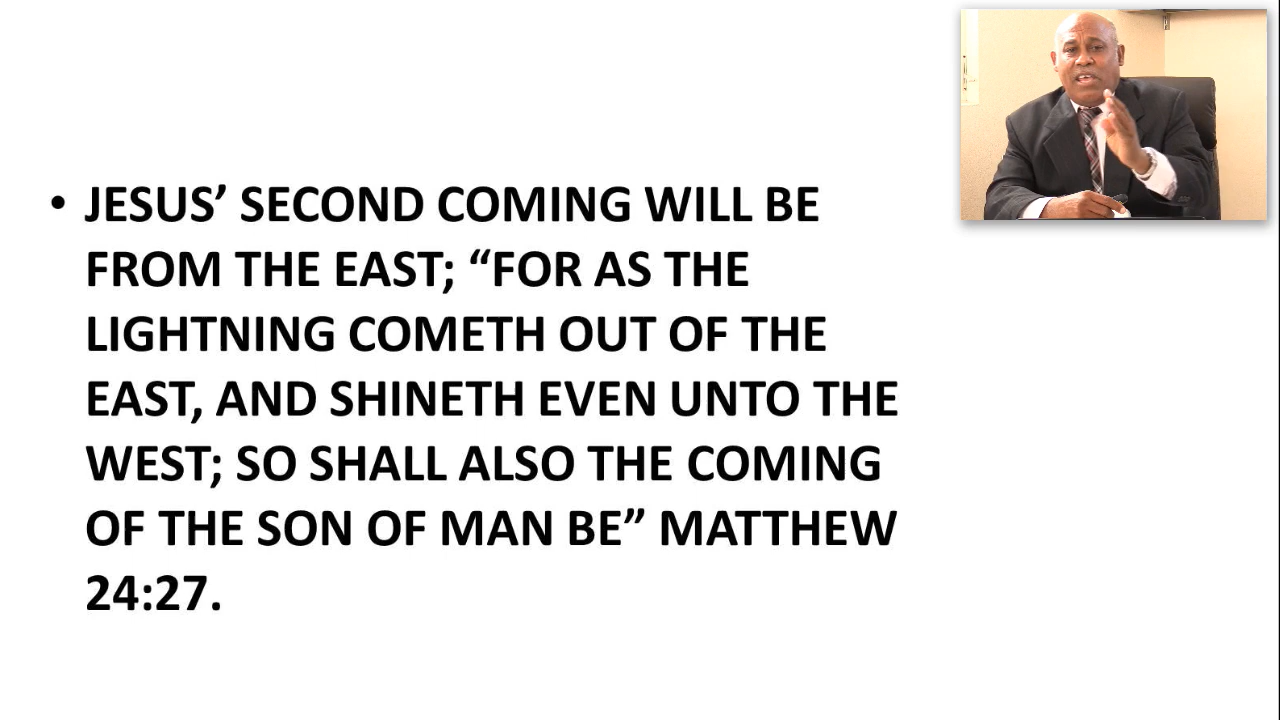 • JESUS’ SECOND COMING WILL BE
FROM THE EAST; “FOR AS THE
LIGHTNING COMETH OUT OF THE
EAST, AND SHINETH EVEN UNTO THE
WEST; SO SHALL ALSO THE COMING
OF THE SON OF MAN BE” MATTHEW
24:27.